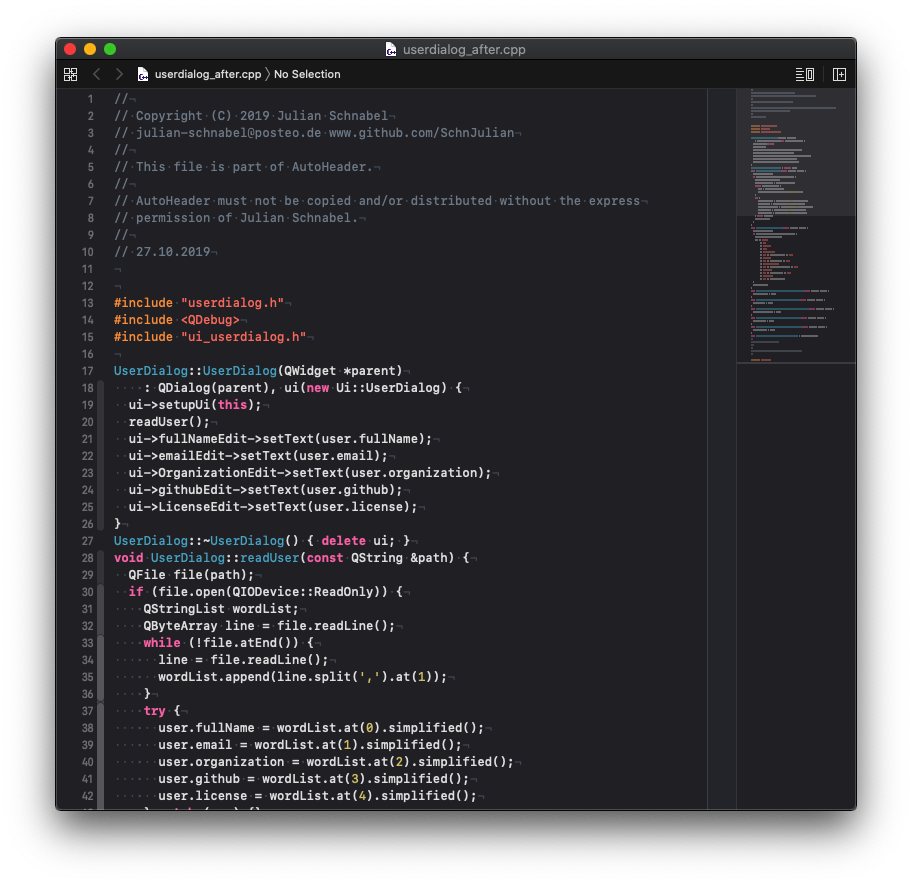 userdialog_after.cpp
userdialog_after.cpp 〉 No Selection
1 //
2 // Copyright (C) 2019 Julian Schnabel
3 // julian-schnabel@posteo.de www.github.com/SchnJulian
4 //
5 // This file is part of AutoHeader.
6 //
7 // AutoHeader must not be copied and/or distributed without the express
8 // permission of Julian Schnabel.
9 //
10 // 27.10.2019
11
12
13 #include "userdialog.h"
14 #include <QDebug>
15 #include "ui_userdialog.h"
16
17 UserDialog::UserDialog(QWidget *parent)
18     : QDialog(parent), ui(new Ui::UserDialog) {
19   ui->setupUi(this);
20   readUser();
21   ui->fullNameEdit->setText(user.fullName);
22   ui->emailEdit->setText(user.email);
23   ui->OrganizationEdit->setText(user.organization);
24   ui->githubEdit->setText(user.github);
25   ui->LicenseEdit->setText(user.license);
26 }
27 UserDialog::~UserDialog() { delete ui; }
28 void UserDialog::readUser(const QString &path) {
29   QFile file(path);
30   if (file.open(QIODevice::ReadOnly)) {
31     QStringList wordList;
32     QByteArray line = file.readLine();
33     while (!file.atEnd()) {
34       line = file.readLine();
35       wordList.append(line.split(',').at(1));
36     }
37     try {
38       user.fullName = wordList.at(0).simplified();
39       user.email = wordList.at(1).simplified();
40       user.organization = wordList.at(2).simplified();
41       user.github = wordList.at(3).simplified();
42       user.license = wordList.at(4).simplified();